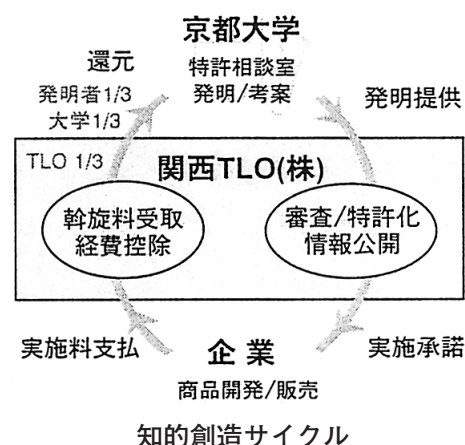 京都大学
特許相談室
発明/考案
還元
発明者1/3
大学1/3
発明提供
TLO 1/3
関西TLO(株)
斡旋料受取
経費控除
審査/特許化
情報公開
実施料支払
企業
商品開発/販売
実施承諾
知的創造サイクル